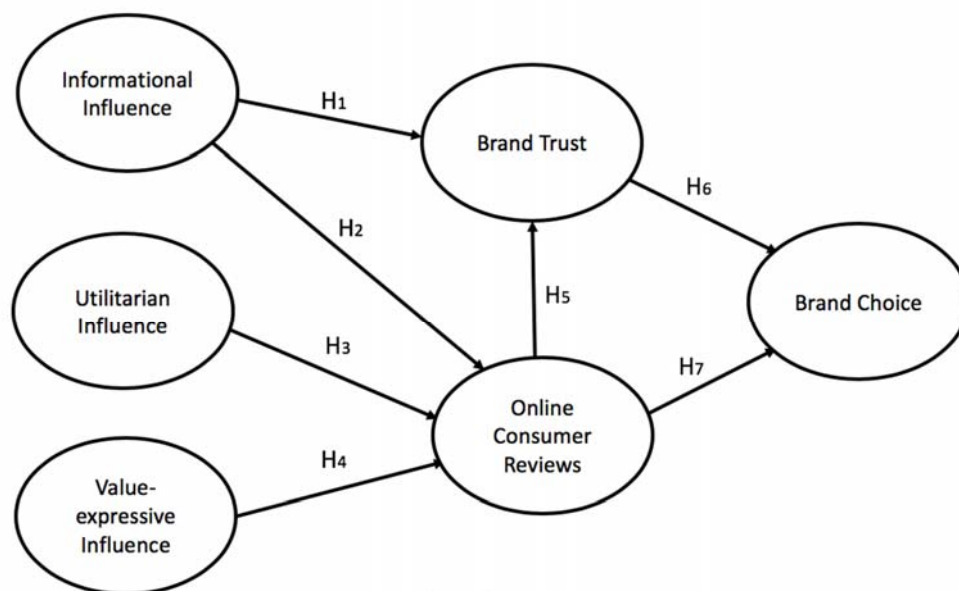 Informational
Influence
H1
Brand Trust
H2
H6
Utilitarian
Influence
H3
H5
Brand Choice
H7
Online
Consumer
Reviews
H4
Value-
expressive
Influence